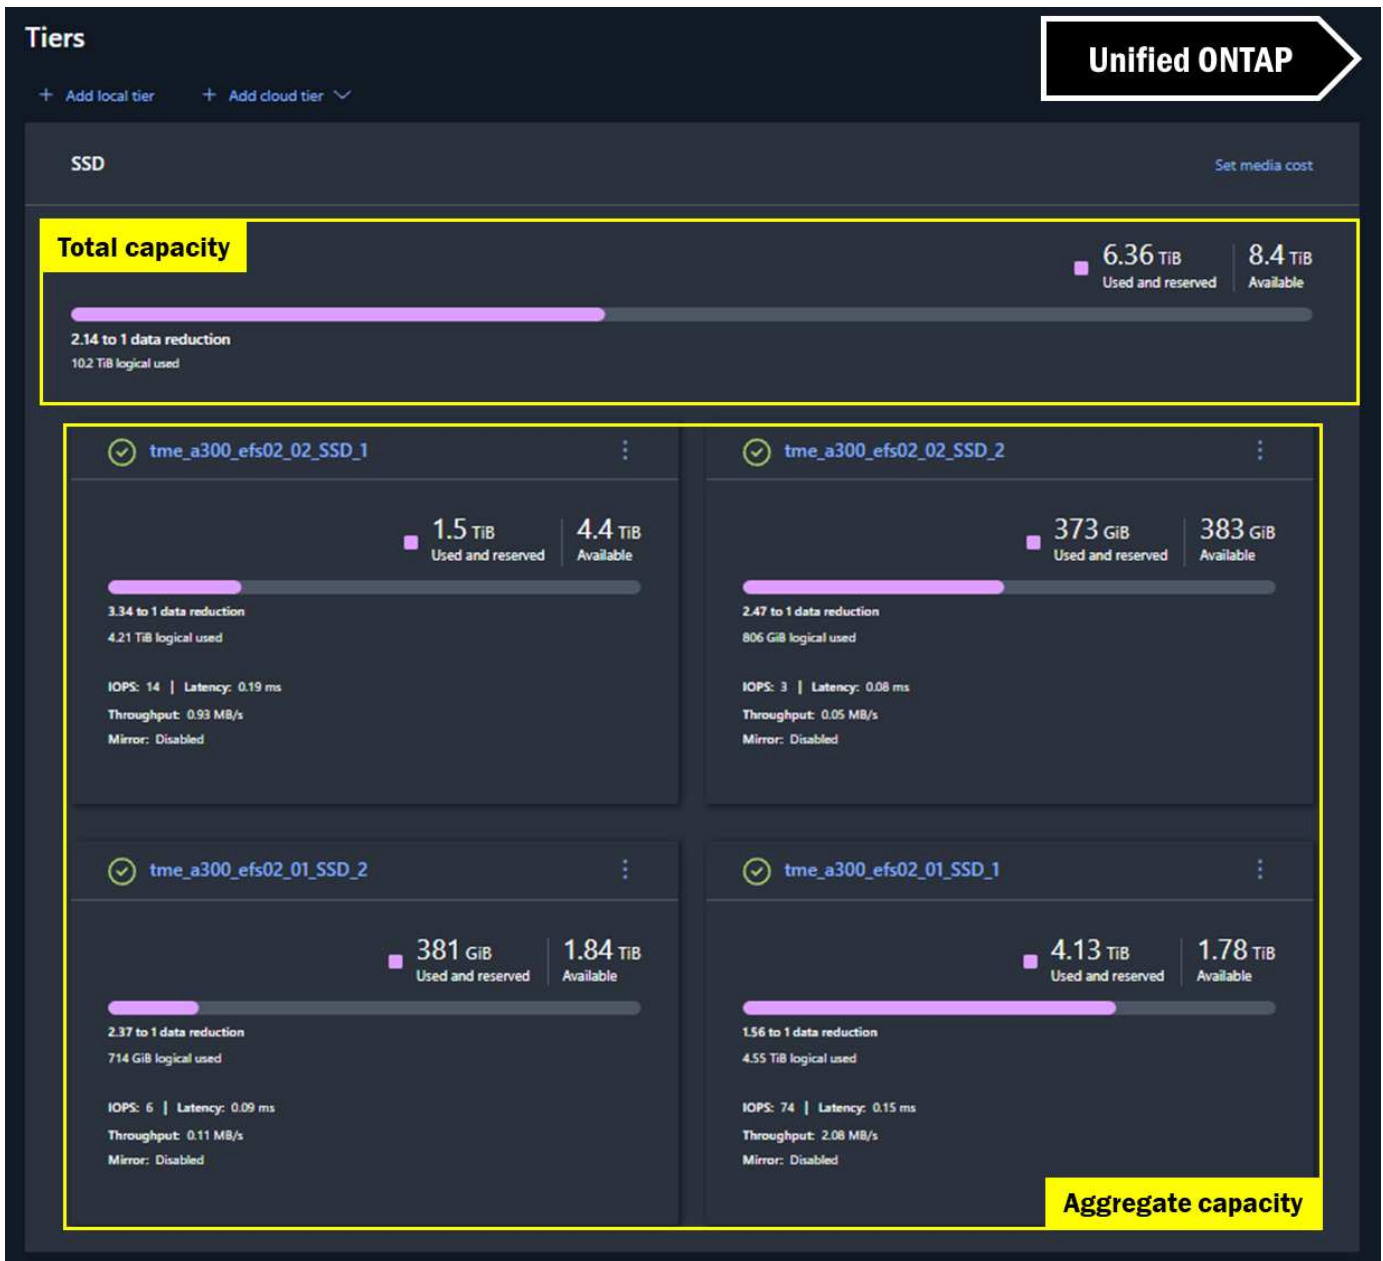 Tiers
Unified ONTAP
+ Add local tier + Add cloud tier
SSD
Set media cost
Total capacity
6.36 TiB 8.4 TiB
Used and reserved Available
2.14 to 1 data reduction
10.2 TiB logical used
tme_a300_efs02_02_SSD_1
1.5 TiB 4.4 TiB
Used and reserved Available
3.34 to 1 data reduction
4.21 TiB logical used
IOPS: 14 | Latency: 0.19 ms
Throughput: 0.93 MB/s
Mirror: Disabled
tme_a300_efs02_02_SSD_2
373 GiB 383 GiB
Used and reserved Available
2.47 to 1 data reduction
806 GiB logical used
IOPS: 3 | Latency: 0.08 ms
Throughput: 0.05 MB/s
Mirror: Disabled
tme_a300_efs02_01_SSD_2
381 GiB 1.84 TiB
Used and reserved Available
2.37 to 1 data reduction
714 GiB logical used
IOPS: 6 | Latency: 0.09 ms
Throughput: 0.11 MB/s
Mirror: Disabled
tme_a300_efs02_01_SSD_1
4.13 TiB 1.78 TiB
Used and reserved Available
1.56 to 1 data reduction
4.55 TiB logical used
IOPS: 74 | Latency: 0.15 ms
Throughput: 2.08 MB/s
Mirror: Disabled
Aggregate capacity